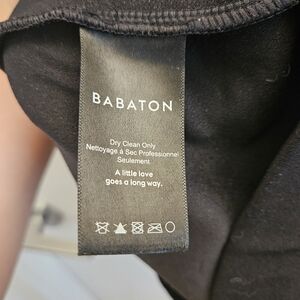 BABATON
Dry Clean Only
Nettoyage à Sec Professionnel
Seulement
A little love
goes a long way.